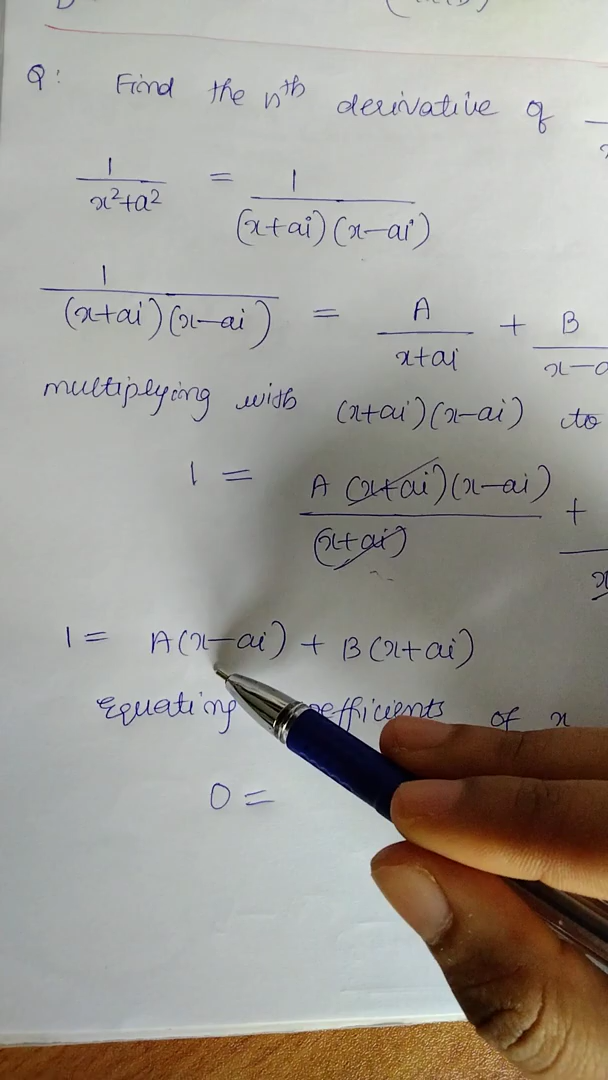 Q: Find the nth derivative of
1/(x²+a²) = 1/((x+ai)(x-ai))
1/((x+ai)(x-ai)) = A/(x+ai) + B/(x-a
multiplying with (x+ai)(x-ai) to
1 = A(x+ai)(x-ai)/(x+ai) +
1 = A(x-ai) + B(x+ai)
Equating of x
0 =